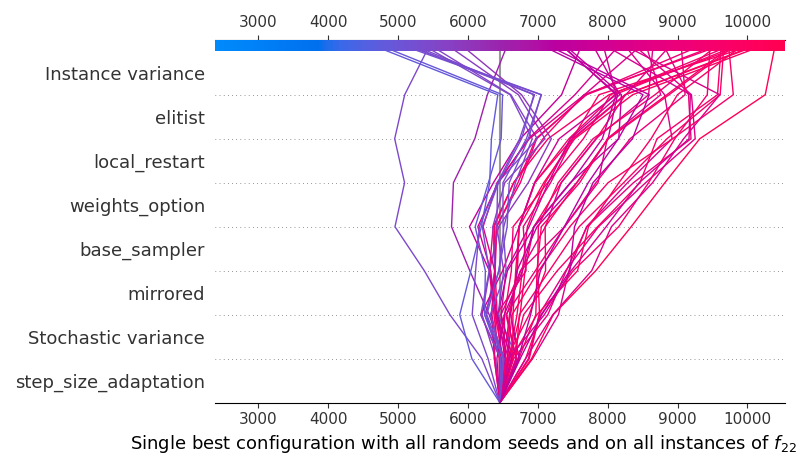 3000 4000 5000 6000 7000 8000 9000 10000
Instance variance
elitist
local_restart
weights_option
base_sampler
mirrored
Stochastic variance
step_size_adaptation
3000 4000 5000 6000 7000 8000 9000 10000
Single best configuration with all random seeds and on all instances of f₂₂